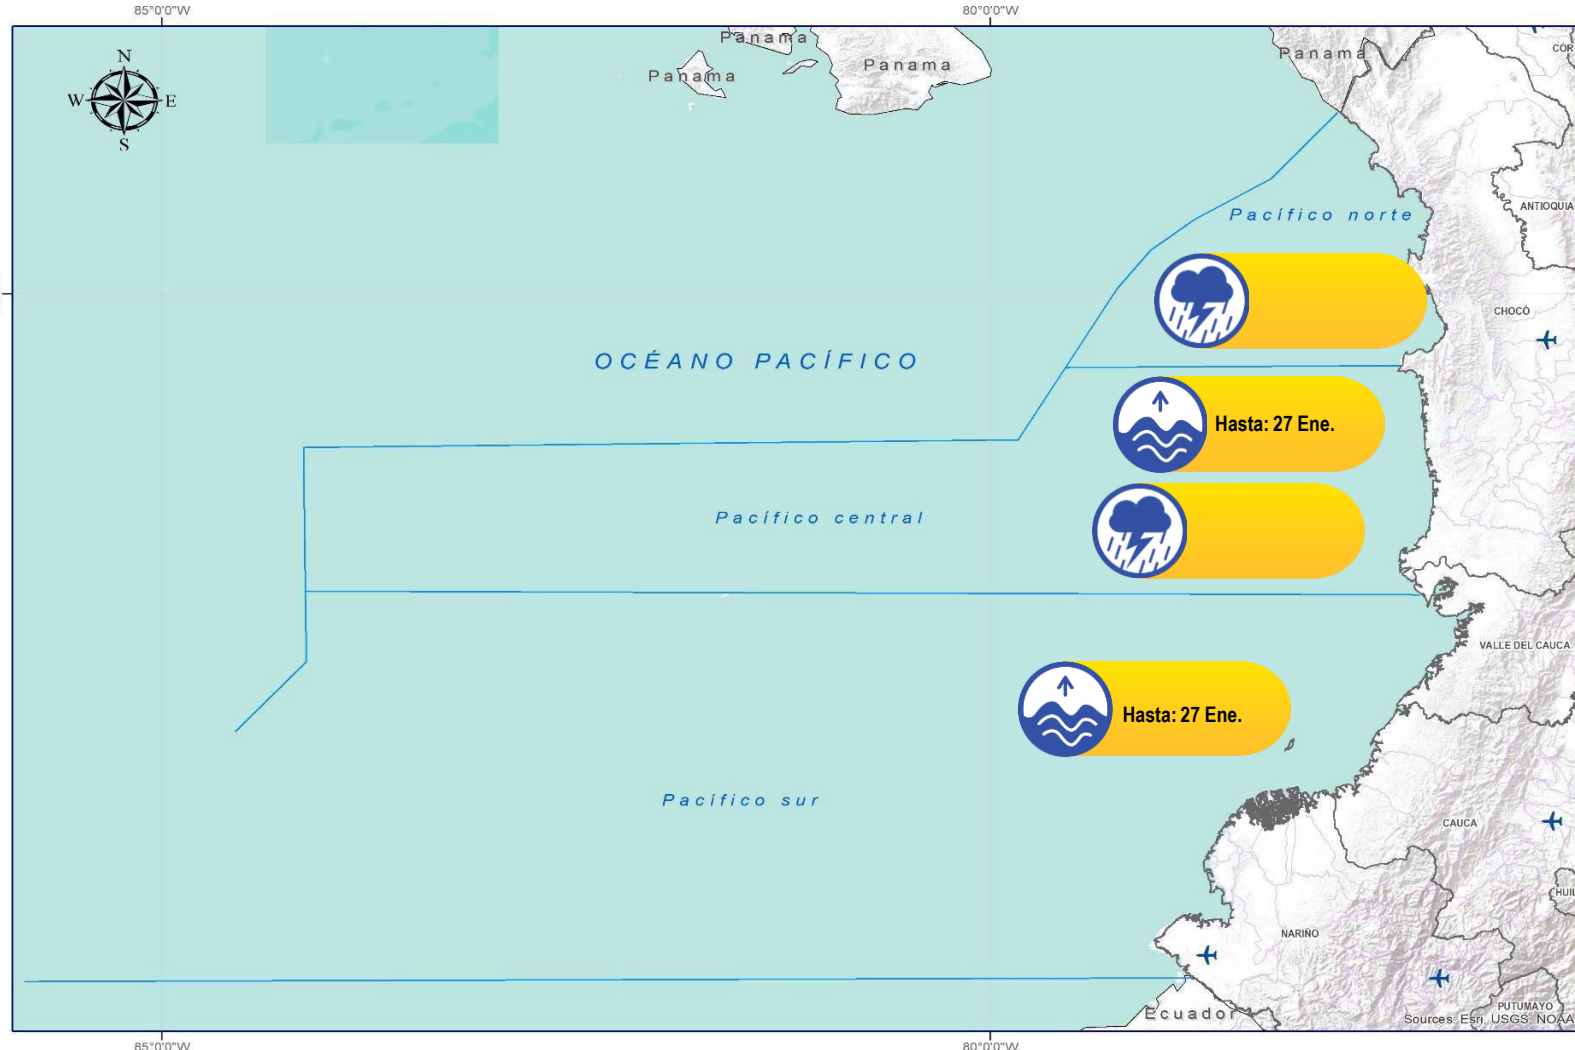 85°0'0"W
80°0'0"W
N
W
E
S
Panama
Panama
Panama
Panama
ANTIOQUIA
Pacífico norte
CHOCÓ
OCÉANO PACÍFICO
Hasta: 27 Ene.
Pacífico central
VALLE DEL CAUCA
Hasta: 27 Ene.
Pacífico sur
CAUCA
NARIÑO
PUTUMAYO
Ecuador
Sources: Esri, USGS, NOAA
85°0'0"W
80°0'0"W